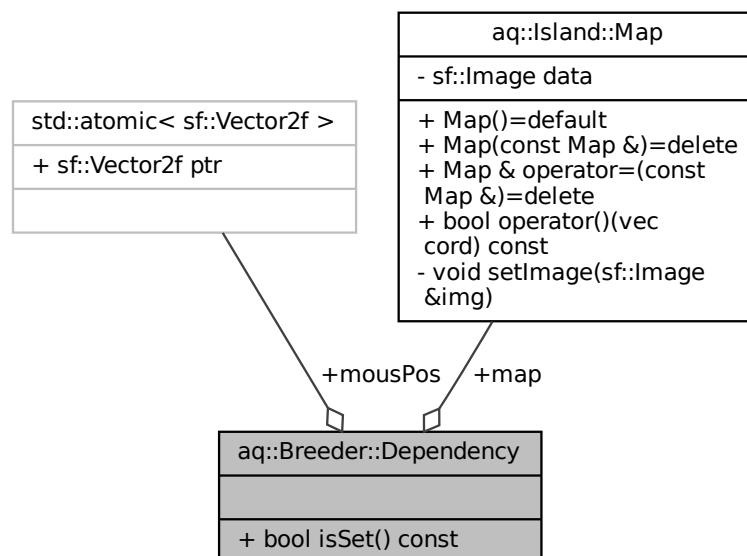 aq::Island::Map
- sf::Image data
+ Map()=default
+ Map(const Map &)=delete
+ Map & operator=(const
Map &)=delete
+ bool operator()(vec
cord) const
- void setImage(sf::Image
&img)
std::atomic< sf::Vector2f >
+ sf::Vector2f ptr
+mousPos
+map
aq::Breeder::Dependency
+ bool isSet() const